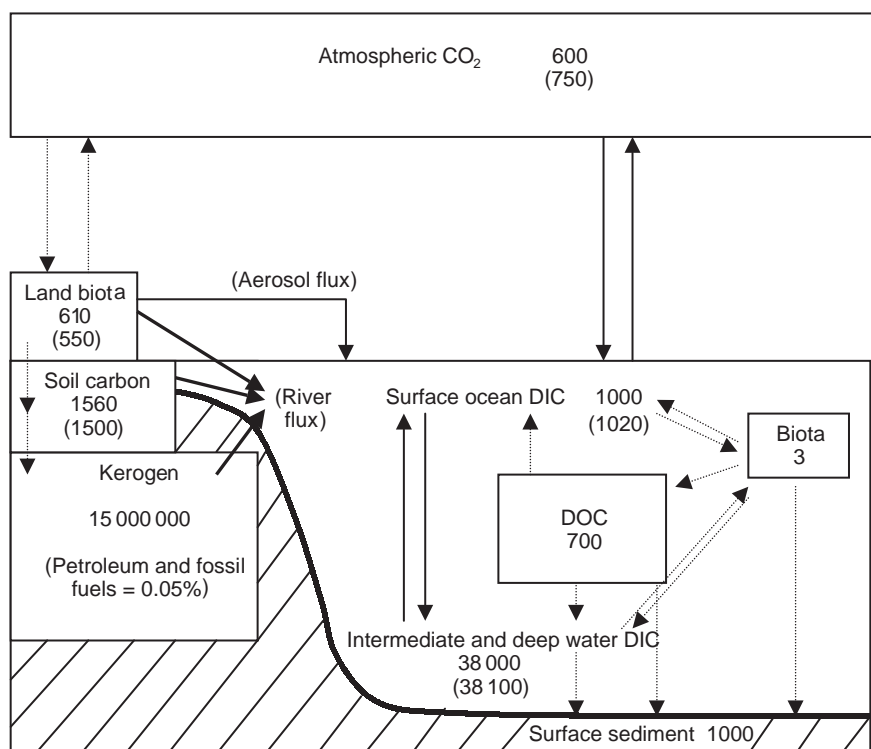 Atmospheric CO₂
600
(750)
(Aerosol flux)
Land biota
610
(550)
Soil carbon
1560
(1500)
(River
flux)
Surface ocean DIC
1000
(1020)
Biota
3
Kerogen
15 000 000
(Petroleum and fossil
fuels = 0.05%)
DOC
700
Intermediate and deep water DIC
38 000
(38 100)
Surface sediment 1000